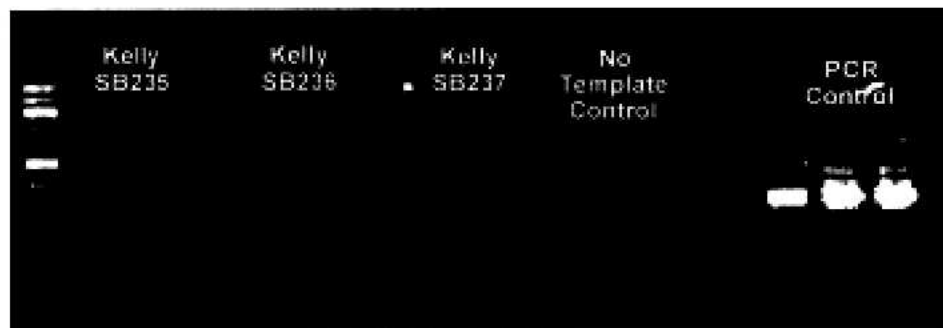 Kelly
SB235
Kelly
SB236
Kelly
SB237
No
Template
Control
PCR
Control